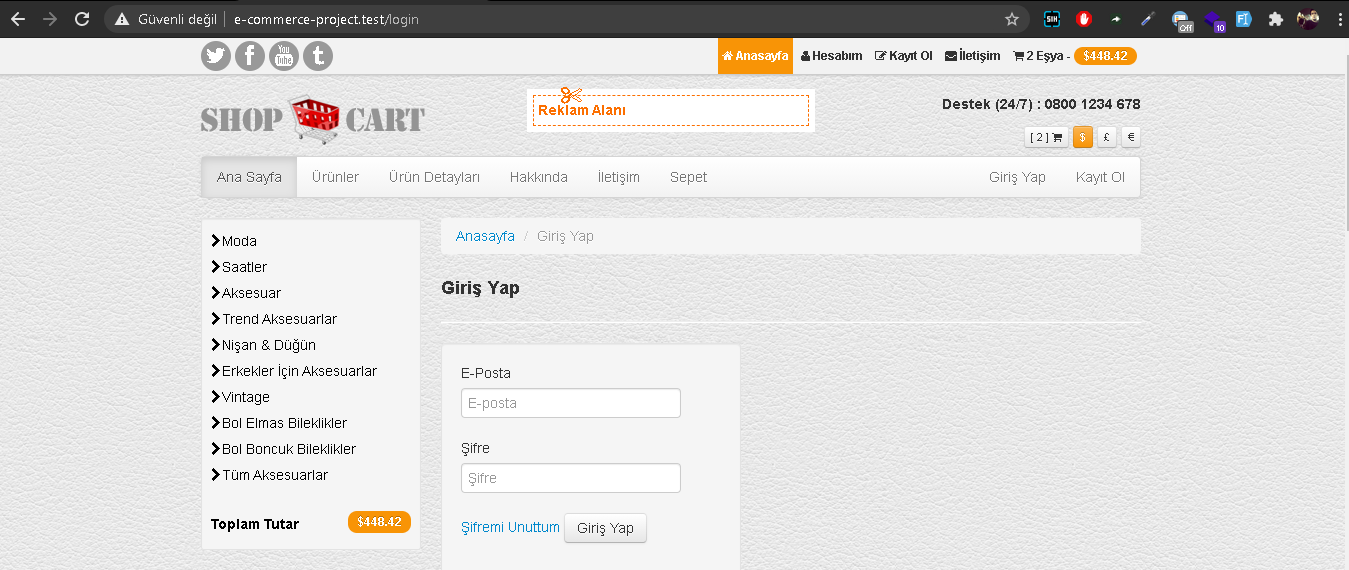 Güvenli değil | e-commerce-project.test/login
SIH Off 10
You Tube
Anasayfa Hesabım Kayıt Ol İletişim 2 Eşya - $448.42
SHOP CART
Reklam Alanı
Destek (24/7) : 0800 1234 678
[ 2 ] $ £ €
Ana Sayfa Ürünler Ürün Detayları Hakkında İletişim Sepet Giriş Yap Kayıt Ol
Anasayfa / Giriş Yap
Moda
Saatler
Aksesuar
Trend Aksesuarlar
Nişan & Düğün
Erkekler İçin Aksesuarlar
Vintage
Bol Elmas Bileklikler
Bol Boncuk Bileklikler
Tüm Aksesuarlar
Toplam Tutar $448.42
Giriş Yap
E-Posta
E-posta
Şifre
Şifre
Şifremi Unuttum Giriş Yap